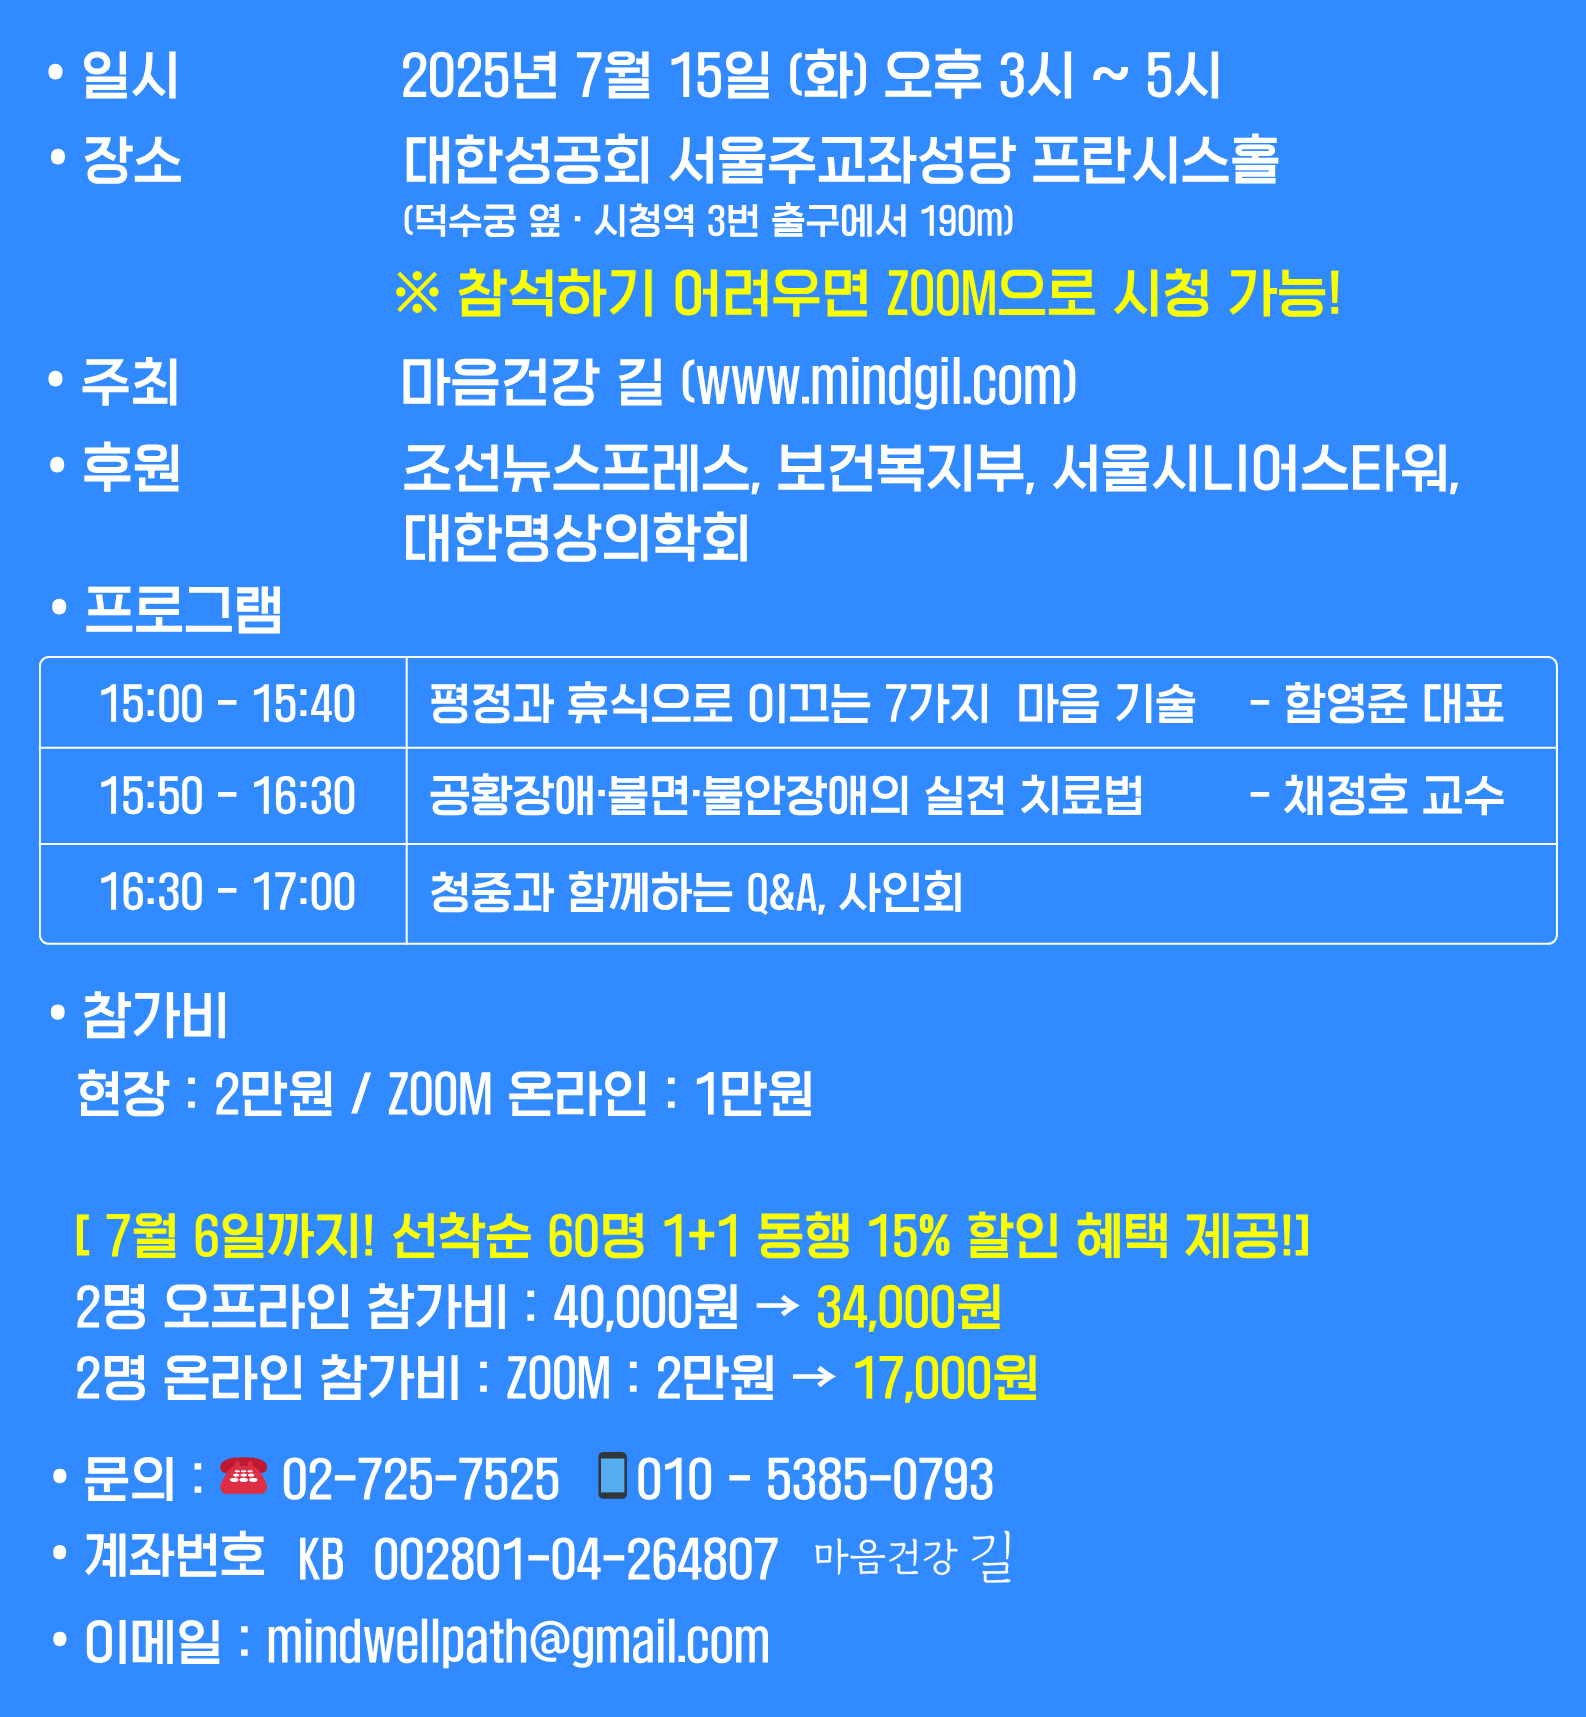 • 일시 2025년 7월 15일 (화) 오후 3시 ~ 5시
• 장소 대한성공회 서울주교좌성당 프란시스홀
(덕수궁 옆 · 시청역 3번 출구에서 190m)
※ 참석하기 어려우면 ZOOM으로 시청 가능!
• 주최 마음건강 길 (www.mindgil.com)
• 후원 조선뉴스프레스, 보건복지부, 서울시니어스타워,
대한명상의학회
• 프로그램
15:00 - 15:40 평정과 휴식으로 이끄는 7가지 마음 기술 - 함영준 대표
15:50 - 16:30 공황장애·불면·불안장애의 실전 치료법 - 채정호 교수
16:30 - 17:00 청중과 함께하는 Q&A, 사인회
• 참가비
현장 : 2만원 / ZOOM 온라인 : 1만원
[ 7월 6일까지! 선착순 60명 1+1 동행 15% 할인 혜택 제공!]
2명 오프라인 참가비 : 40,000원 → 34,000원
2명 온라인 참가비 : ZOOM : 2만원 → 17,000원
• 문의 : ☎ 02-725-7525 📱010 - 5385-0793
• 계좌번호 KB 002801-04-264807 마음건강 길
• 이메일 : mindwellpath@gmail.com